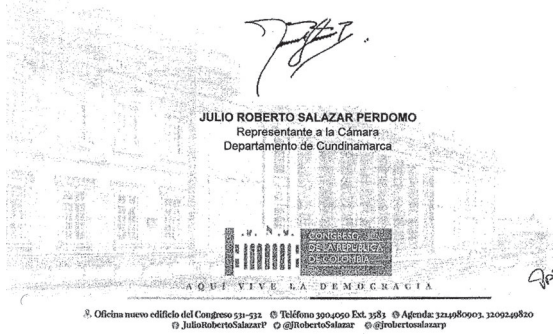 JULIO ROBERTO SALAZAR PERDOMO
Representante a la Cámara
Departamento de Cundinamarca
CONGRESO
DE LA REPÚBLICA
DE COLOMBIA
AQUÍ VIVE LA DEMOCRACIA
Oficina nuevo edificio del Congreso 531-532 Teléfono 3904050 Ext. 3583 Agenda: 3214980903, 3209249820
JulioRobertoSalazarP @JRobertoSalazar @jrobertosalazarp